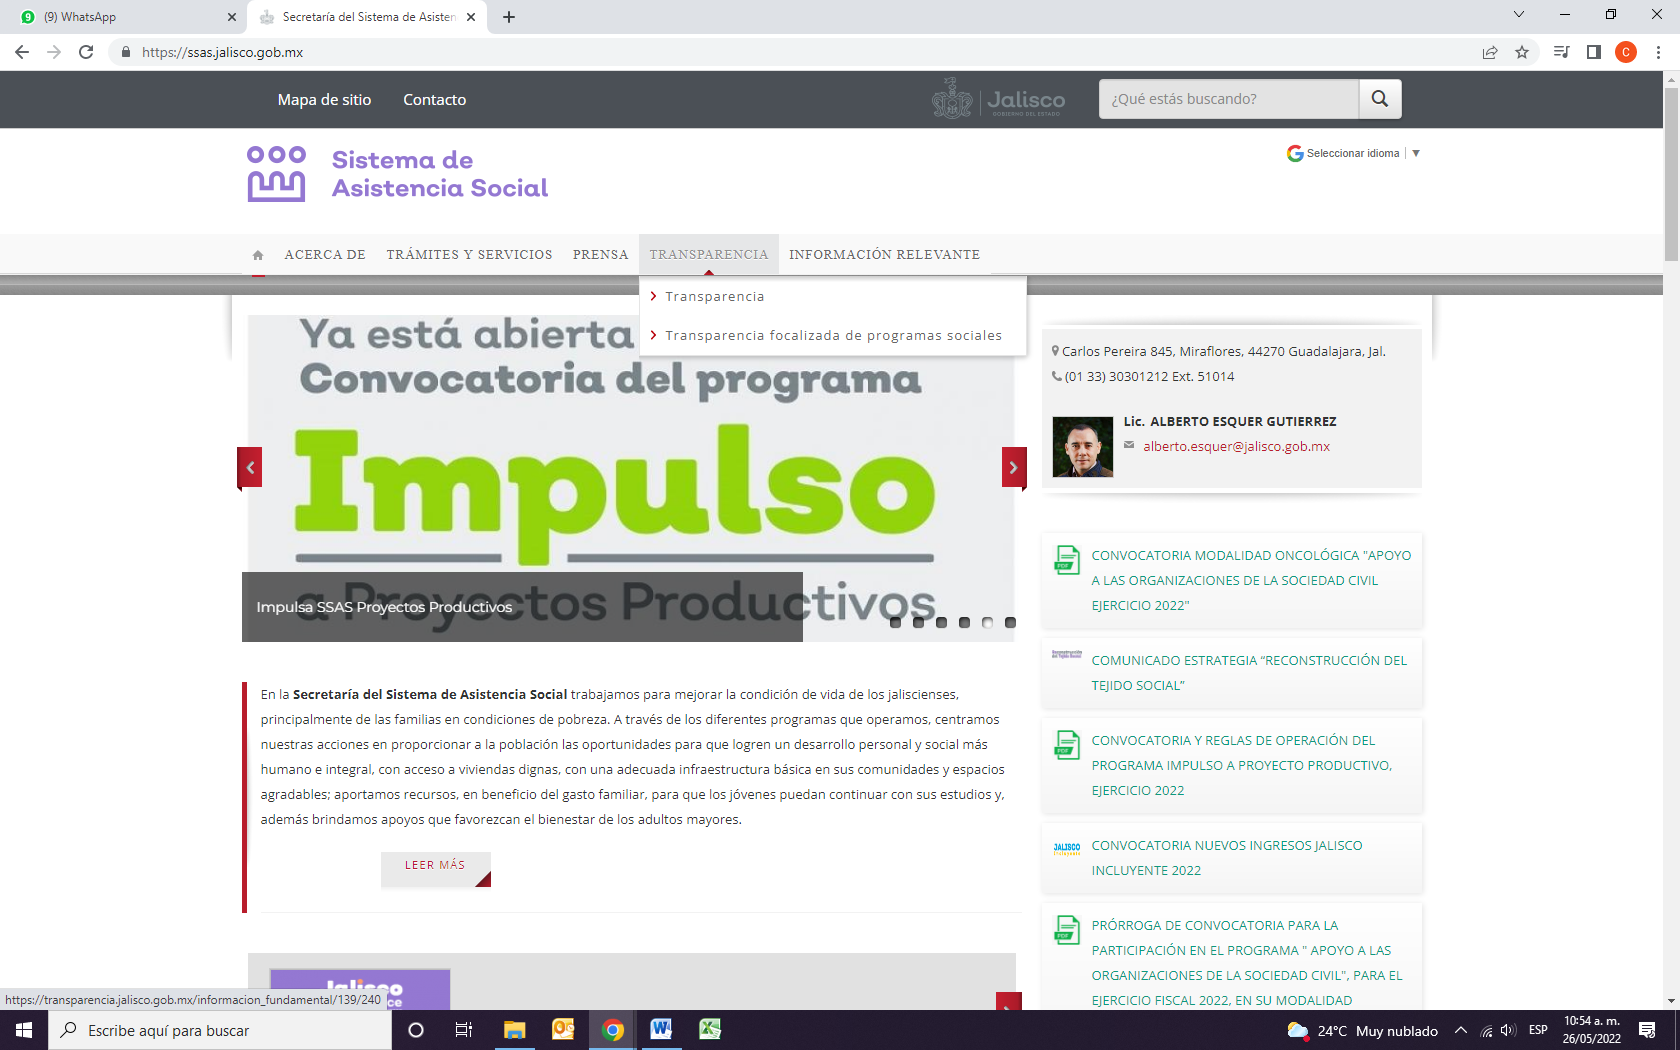 (9) WhatsApp
Secretaría del Sistema de Asisten
https://ssas.jalisco.gob.mx
C
Mapa de sitio
Contacto
Jalisco
GOBIERNO DEL ESTADO
¿Qué estás buscando?
Sistema de
Asistencia Social
Seleccionar idioma
ACERCA DE
TRÁMITES Y SERVICIOS
PRENSA
TRANSPARENCIA
INFORMACIÓN RELEVANTE
Transparencia
Transparencia focalizada de programas sociales
Ya está abierta
Convocatoria del programa
Impulso
a Proyectos Productivos
Impulsa SSAS Proyectos Productivos
En la Secretaría del Sistema de Asistencia Social trabajamos para mejorar la condición de vida de los jaliscienses,
principalmente de las familias en condiciones de pobreza. A través de los diferentes programas que operamos, centramos
nuestras acciones en proporcionar a la población las oportunidades para que logren un desarrollo personal y social más
humano e integral, con acceso a viviendas dignas, con una adecuada infraestructura básica en sus comunidades y espacios
agradables; aportamos recursos, en beneficio del gasto familiar, para que los jóvenes puedan continuar con sus estudios y,
además brindamos apoyos que favorezcan el bienestar de los adultos mayores.
LEER MÁS
Carlos Pereira 845, Miraflores, 44270 Guadalajara, Jal.
(01 33) 30301212 Ext. 51014
Lic. ALBERTO ESQUER GUTIERREZ
alberto.esquer@jalisco.gob.mx
PDF
CONVOCATORIA MODALIDAD ONCOLÓGICA "APOYO
A LAS ORGANIZACIONES DE LA SOCIEDAD CIVIL
EJERCICIO 2022"
Reconstrucción
del Tejido Social
COMUNICADO ESTRATEGIA “RECONSTRUCCIÓN DEL
TEJIDO SOCIAL”
PDF
CONVOCATORIA Y REGLAS DE OPERACIÓN DEL
PROGRAMA IMPULSO A PROYECTO PRODUCTIVO,
EJERCICIO 2022
JALISCO
Incluyente
CONVOCATORIA NUEVOS INGRESOS JALISCO
INCLUYENTE 2022
PDF
PRÓRROGA DE CONVOCATORIA PARA LA
PARTICIPACIÓN EN EL PROGRAMA " APOYO A LAS
ORGANIZACIONES DE LA SOCIEDAD CIVIL", PARA EL
EJERCICIO FISCAL 2022, EN SU MODALIDAD
https://transparencia.jalisco.gob.mx/informacion_fundamental/139/240
Escribe aquí para buscar
24°C Muy nublado
ESP
10:54 a. m.
26/05/2022